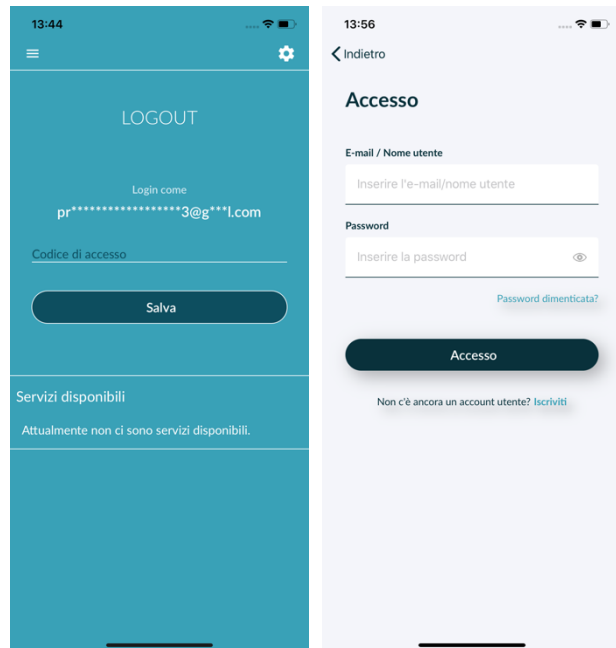 13:44
LOGOUT
Login come
pr******************3@g***l.com
Codice di accesso
Salva
Servizi disponibili
Attualmente non ci sono servizi disponibili.
13:56
Indietro
Accesso
E-mail / Nome utente
Inserire l'e-mail/nome utente
Password
Inserire la password
Password dimenticata?
Accesso
Non c'è ancora un account utente? Iscriviti